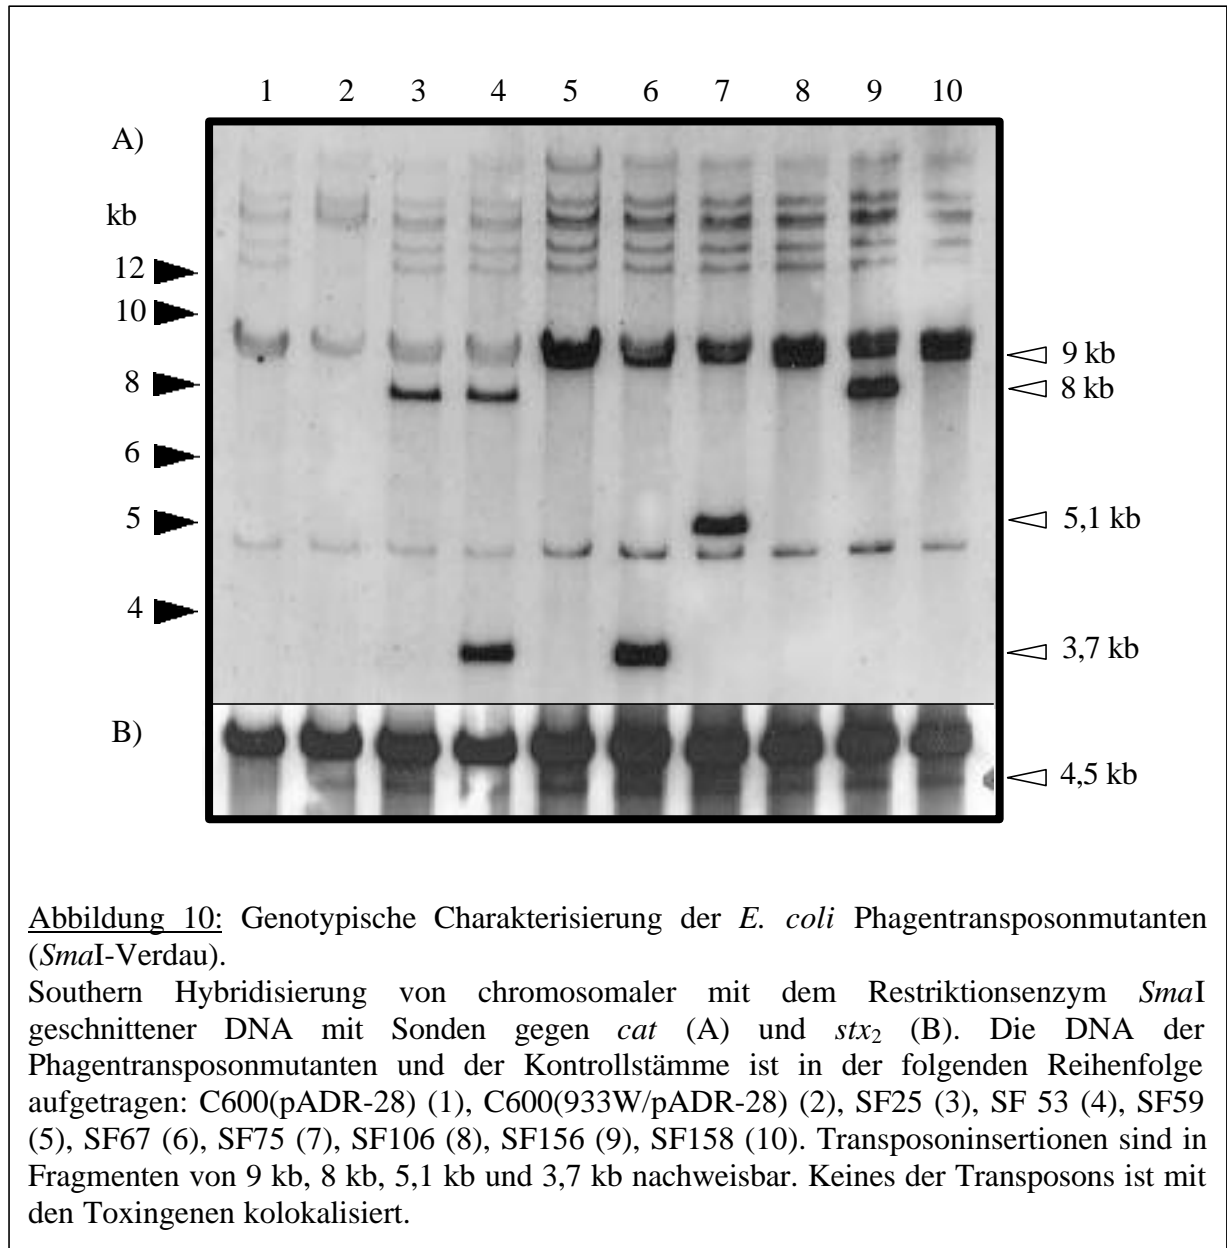 1 2 3 4 5 6 7 8 9 10
A)
kb
12
10
9 kb
8
8 kb
6
5
5,1 kb
4
3,7 kb
B)
4,5 kb
Abbildung 10: Genotypische Charakterisierung der E. coli Phagentransposonmutanten
(SmaI-Verdau).
Southern Hybridisierung von chromosomaler mit dem Restriktionsenzym SmaI
geschnittener DNA mit Sonden gegen cat (A) und stx2 (B). Die DNA der
Phagentransposonmutanten und der Kontrollstämme ist in der folgenden Reihenfolge
aufgetragen: C600(pADR-28) (1), C600(933W/pADR-28) (2), SF25 (3), SF 53 (4), SF59
(5), SF67 (6), SF75 (7), SF106 (8), SF156 (9), SF158 (10). Transposoninsertionen sind in
Fragmenten von 9 kb, 8 kb, 5,1 kb und 3,7 kb nachweisbar. Keines der Transposons ist mit
den Toxingenen kolokalisiert.